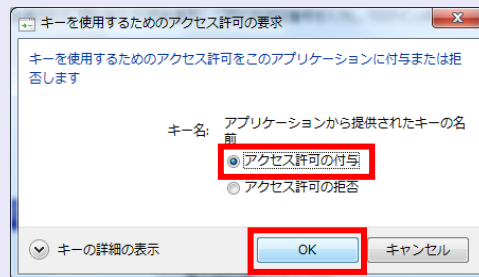 キーを使用するためのアクセス許可の要求
キーを使用するためのアクセス許可をこのアプリケーションに付与または拒
否します
キー名: アプリケーションから提供されたキーの名
前
アクセス許可の付与
アクセス許可の拒否
キーの詳細の表示 OK キャンセル